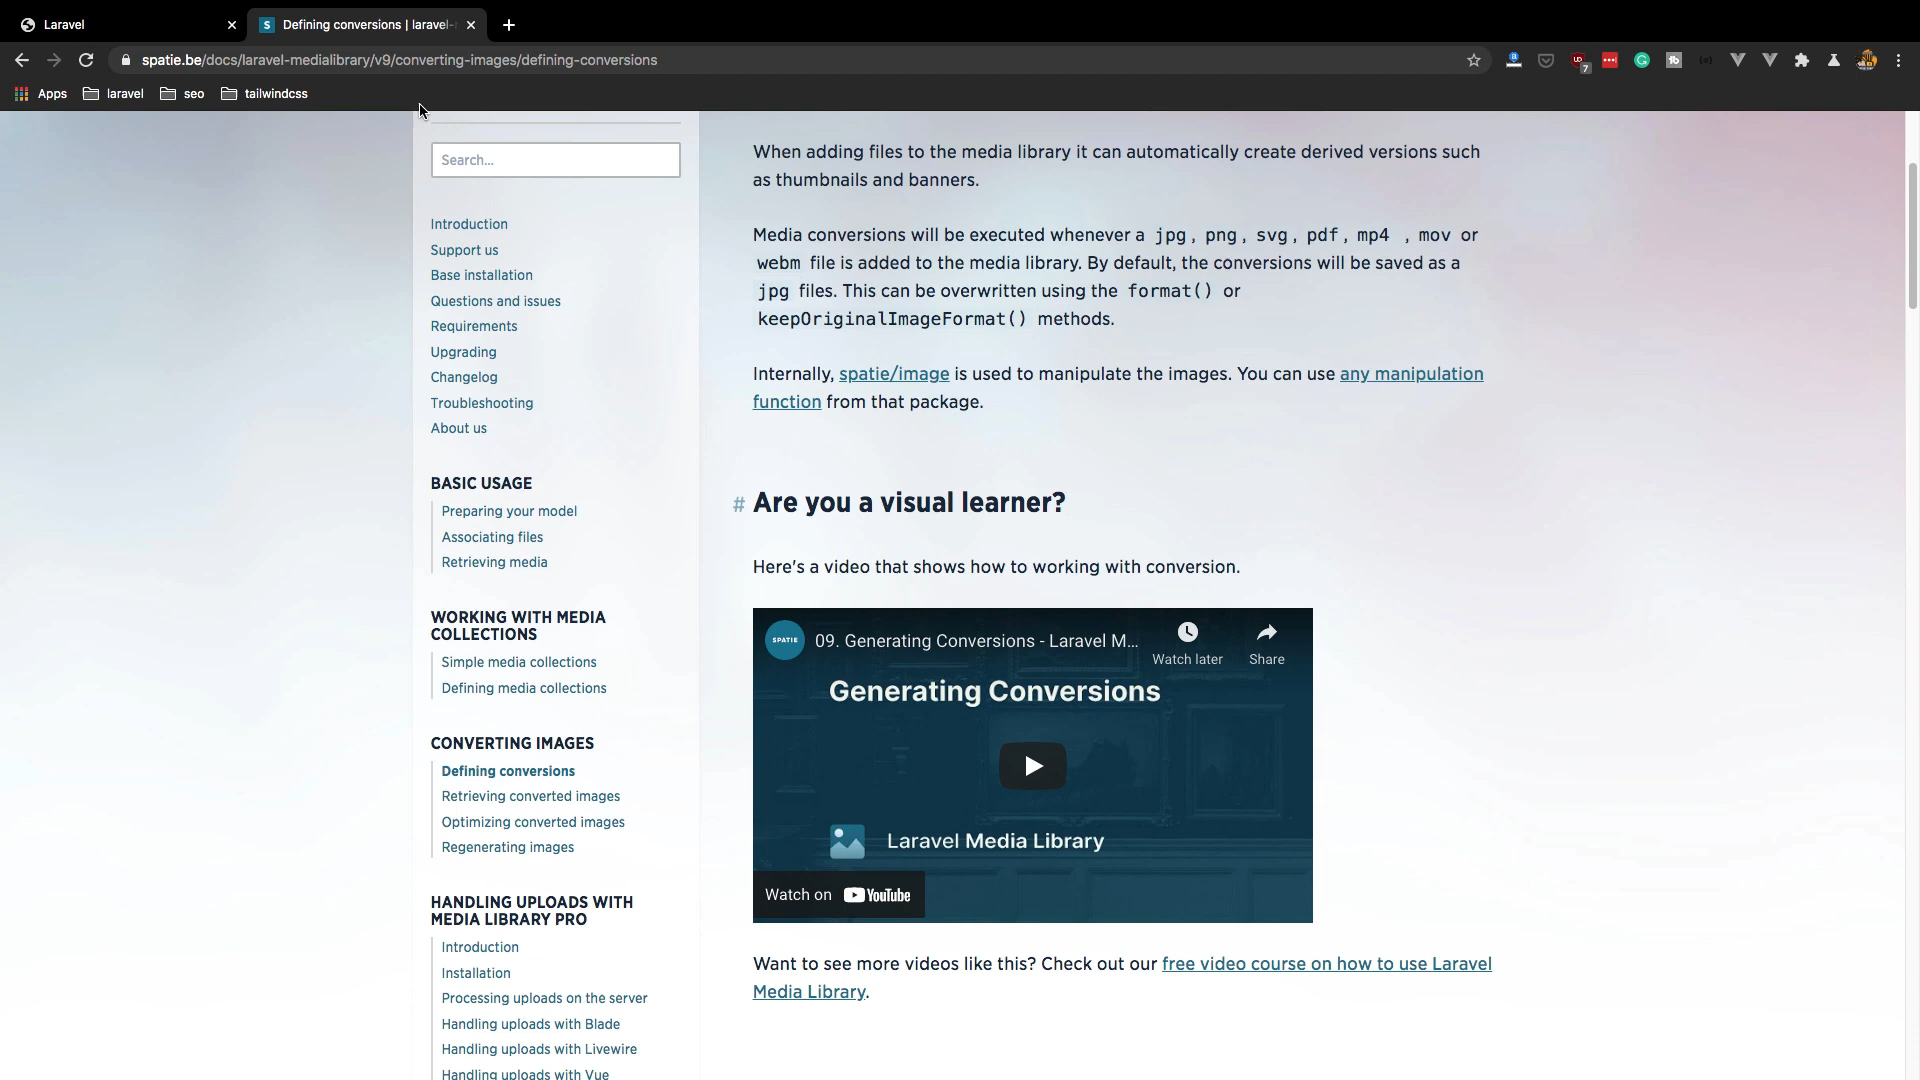 Laravel
Defining conversions | laravel-
spatie.be/docs/laravel-medialibrary/v9/converting-images/defining-conversions
7
Apps
laravel
seo
tailwindcss
Search...
Introduction
Support us
Base installation
Questions and issues
Requirements
Upgrading
Changelog
Troubleshooting
About us
BASIC USAGE
Preparing your model
Associating files
Retrieving media
WORKING WITH MEDIA
COLLECTIONS
Simple media collections
Defining media collections
CONVERTING IMAGES
Defining conversions
Retrieving converted images
Optimizing converted images
Regenerating images
HANDLING UPLOADS WITH
MEDIA LIBRARY PRO
Introduction
Installation
Processing uploads on the server
Handling uploads with Blade
Handling uploads with Livewire
Handling uploads with Vue
When adding files to the media library it can automatically create derived versions such
as thumbnails and banners.
Media conversions will be executed whenever a jpg, png, svg, pdf, mp4 , mov or
webm file is added to the media library. By default, the conversions will be saved as a
jpg files. This can be overwritten using the format() or
keepOriginalImageFormat() methods.
Internally, spatie/image is used to manipulate the images. You can use any manipulation
function from that package.
# Are you a visual learner?
Here's a video that shows how to working with conversion.
SPATIE
09. Generating Conversions - Laravel M...
Watch later
Share
Generating Conversions
Laravel Media Library
Watch on YouTube
Want to see more videos like this? Check out our free video course on how to use Laravel
Media Library.